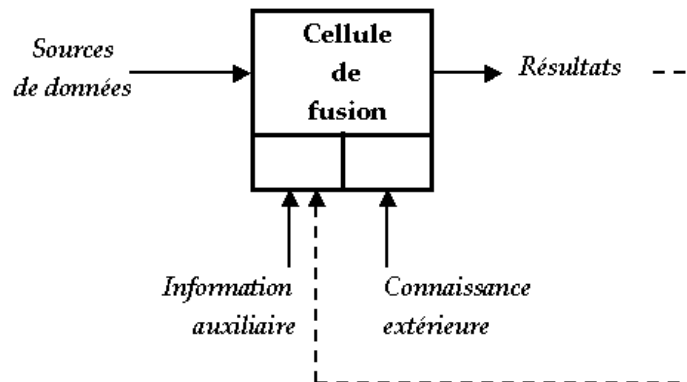 Sources
de données
Cellule
de
fusion
Résultats
Information
auxiliaire
Connaissance
extérieure